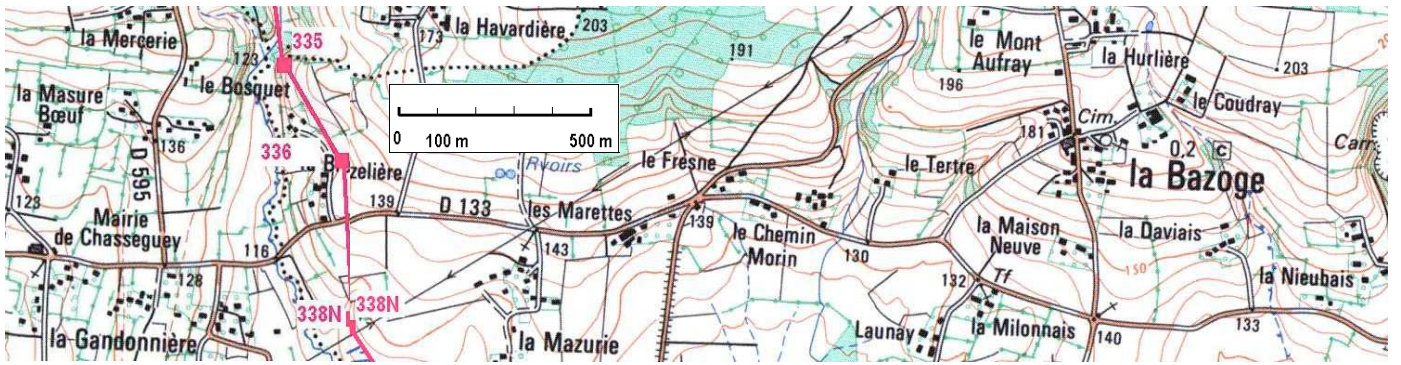 335
203
la Mercerie
173
la Havardière
191
le Mont
Aufray
la Hurlière
203
123
le Bosquet
196
la Masure
Bœuf
le Coudray
0 100 m 500 m
Cim.
181
136
336
Brézelière
Rvoirs
le Fresne
le Tertre
0.2
C
la Bazoge
D 595
123
139
D 133
les Marettes
139
Mairie
de Chasseguey
le Chemin
Morin
la Maison
Neuve
la Daviais
116
143
130
150
128
132
Tf
la Nieubais
338N
338N
Launay
la Milonnais
133
la Gandonnière
la Mazurie
140